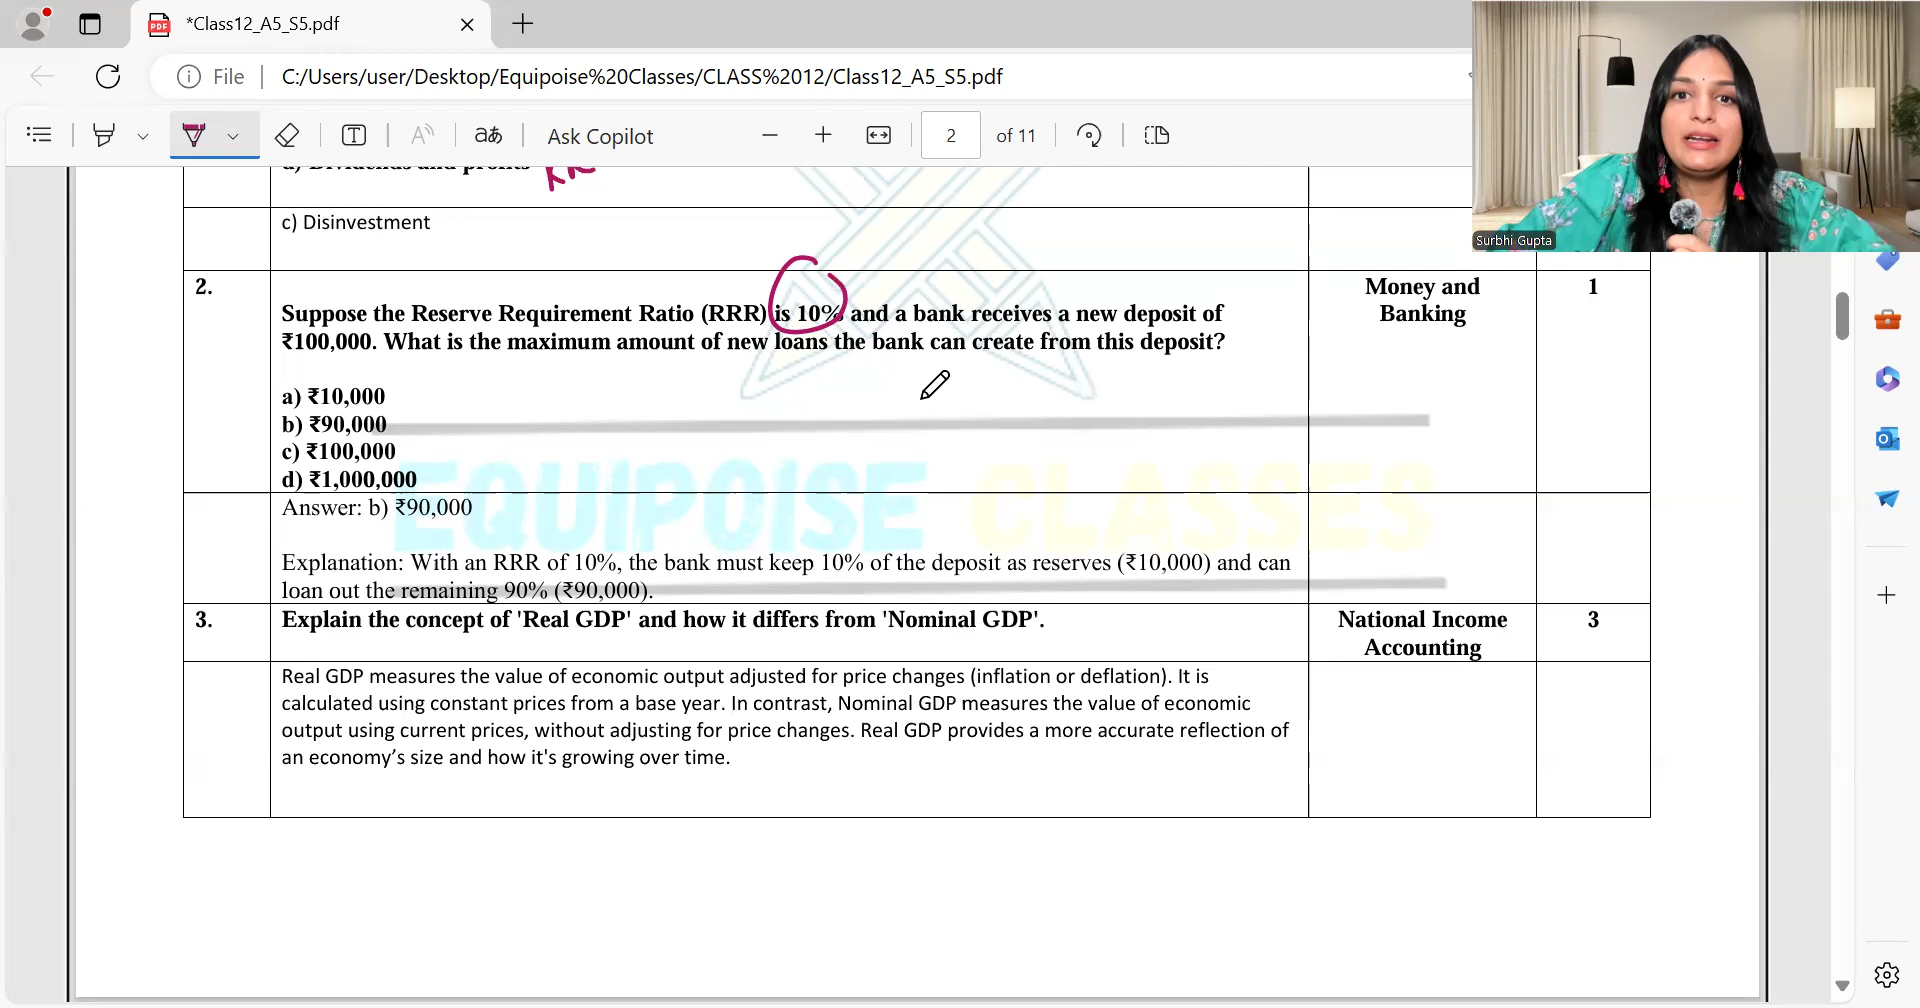 *Class12_A5_S5.pdf
File
C:/Users/user/Desktop/Equipoise%20Classes/CLASS%2012/Class12_A5_S5.pdf
Ask Copilot
2 of 11
Surbhi Gupta
d) Dividends and profits
c) Disinvestment
2.
Suppose the Reserve Requirement Ratio (RRR) is 10% and a bank receives a new deposit of
₹100,000. What is the maximum amount of new loans the bank can create from this deposit?
a) ₹10,000
b) ₹90,000
c) ₹100,000
d) ₹1,000,000
Money and
Banking
1
Answer: b) ₹90,000
Explanation: With an RRR of 10%, the bank must keep 10% of the deposit as reserves (₹10,000) and can
loan out the remaining 90% (₹90,000).
EQUIPOISE CLASSES
3.
Explain the concept of 'Real GDP' and how it differs from 'Nominal GDP'.
National Income
Accounting
3
Real GDP measures the value of economic output adjusted for price changes (inflation or deflation). It is
calculated using constant prices from a base year. In contrast, Nominal GDP measures the value of economic
output using current prices, without adjusting for price changes. Real GDP provides a more accurate reflection of
an economy’s size and how it's growing over time.